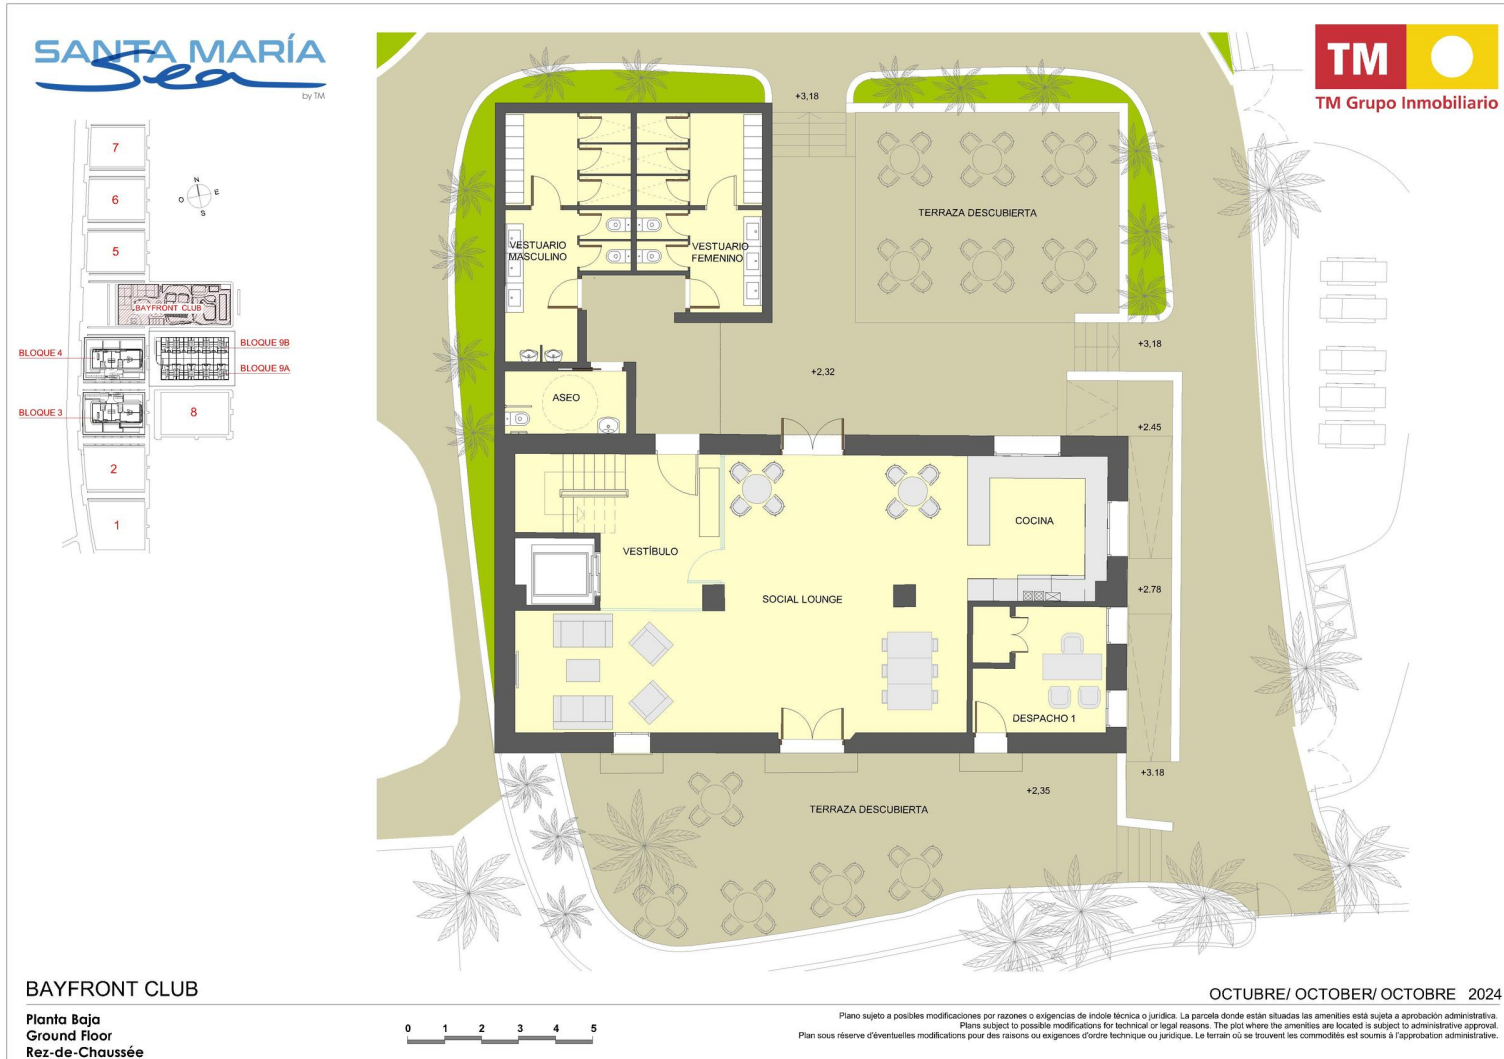 SANTA MARÍA
Sea
by TM
TM
TM Grupo Inmobiliario
7
6
5
N
E
S
O
BAYFRONT CLUB
BLOQUE 4
BLOQUE 9B
BLOQUE 9A
BLOQUE 3
8
2
1
+3,18
TERRAZA DESCUBIERTA
VESTUARIO
MASCULINO
VESTUARIO
FEMENINO
+3,18
+2,32
ASEO
+2.45
COCINA
VESTÍBULO
+2.78
SOCIAL LOUNGE
DESPACHO 1
+3.18
+2,35
TERRAZA DESCUBIERTA
BAYFRONT CLUB
OCTUBRE/ OCTOBER/ OCTOBRE 2024
Planta Baja
Ground Floor
Rez-de-Chaussée
0 1 2 3 4 5
Plano sujeto a posibles modificaciones por razones o exigencias de indole técnica o jurídica. La parcela donde están situadas las amenities está sujeta a aprobación administrativa.
Plans subject to possible modifications for technical or legal reasons. The plot where the amenities are located is subject to administrative approval.
Plan sous réserve d'éventuelles modifications pour des raisons ou exigences d'ordre technique ou juridique. Le terrain où se trouvent les commodités est soumis à l'approbation administrative.